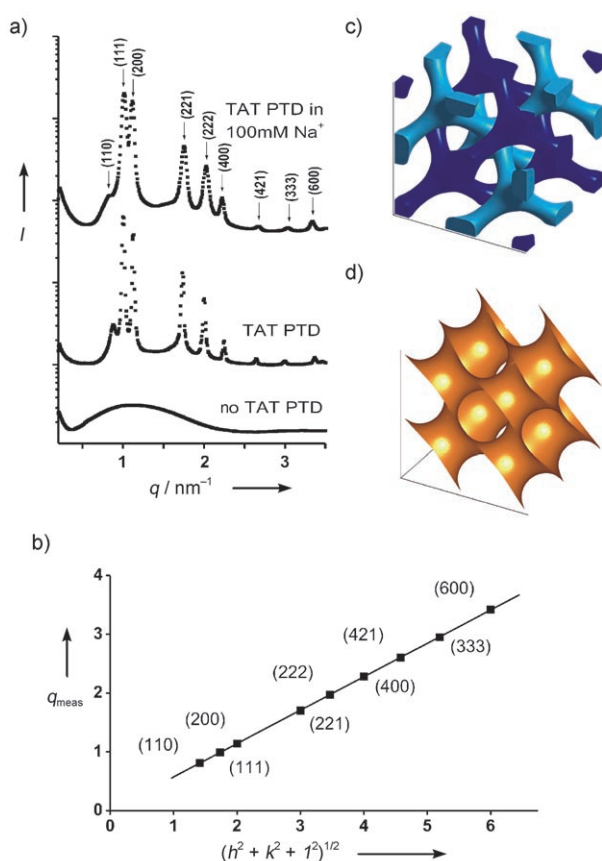 a)
(110)
(111)
(200)
(221)
(222)
(400)
(421)
(333)
(600)
TAT PTD in
100mM Na⁺
TAT PTD
no TAT PTD
I
1
2
3
q / nm⁻¹
c)
d)
b)
4
3
2
1
0
q_meas
(110)
(200)
(111)
(222)
(221)
(421)
(400)
(600)
(333)
0
1
2
3
4
5
6
(h² + k² + 1²)^1/2